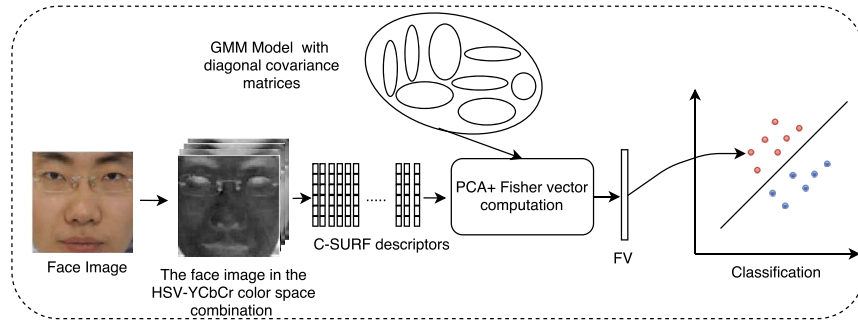 GMM Model with
diagonal covariance
matrices
Face Image
The face image in the
HSV-YCbCr color space
combination
.....
C-SURF descriptors
PCA+ Fisher vector
computation
FV
Classification